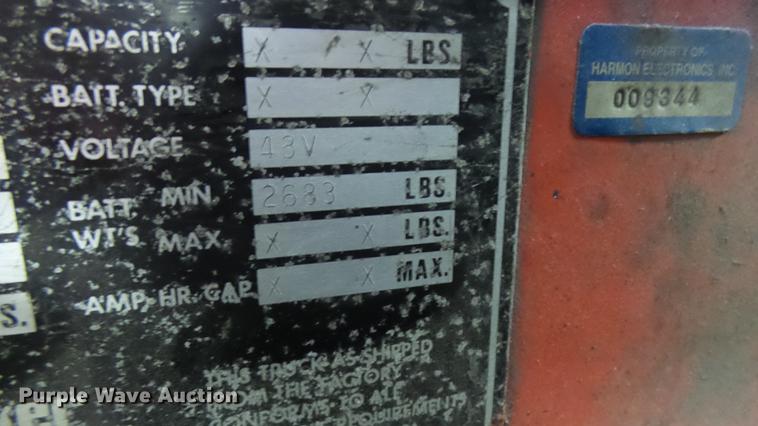 CAPACITY X X LBS.
BATT. TYPE X X
VOLTAGE 48V
BATT. MIN. 2683 LBS.
WT'S MAX. X X LBS.
AMP. HR. CAP. X X MAX.
S.
THIS TRUCK AS SHIPPED
FROM THE FACTORY
CONFORMS TO ALL
REQUIREMENTS
PROPERTY OF
HARMON ELECTRONICS INC.
009344
Purple Wave Auction